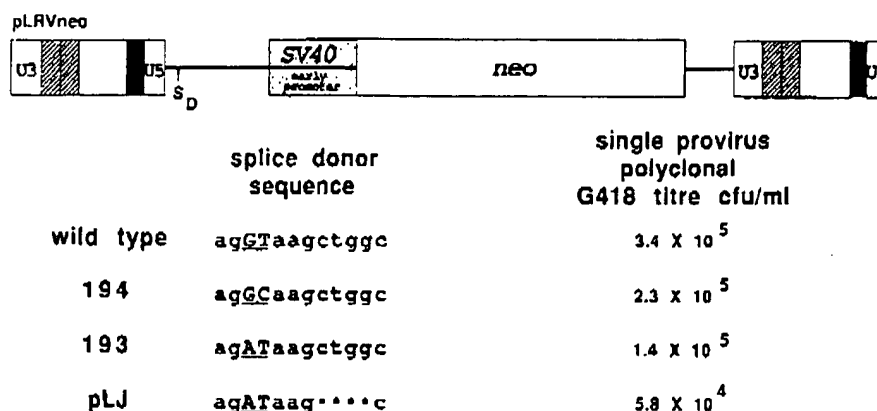 pLRVneo
U3 U5 SV40 early promoter neo U3 U
S D
splice donor sequence
single provirus polyclonal G418 titre cfu/ml
wild type agGTaagctggc 3.4 X 10 5
194 agGCaagctggc 2.3 X 10 5
193 agATaagctggc 1.4 X 10 5
pLJ agATaag····c 5.8 X 10 4